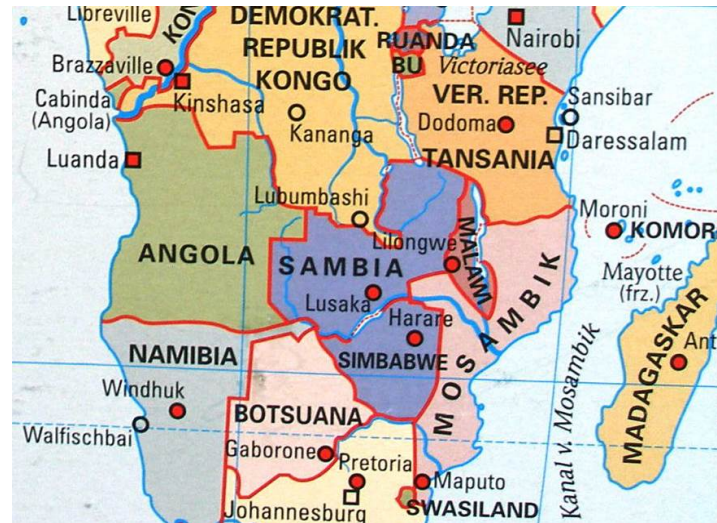 Libreville
KON
DEMOKRAT.
REPUBLIK
KONGO
RUANDA
BU
Victoriasee
Nairobi
Brazzaville
Kinshasa
Cabinda
(Angola)
Kananga
VER. REP.
TANSANIA
Dodoma
Sansibar
Daressalam
Luanda
Lubumbashi
ANGOLA
SAMBIA
Lilongwe
MALAWI
Lusaka
Moroni
KOMOR
Mayotte
(frz.)
Harare
SIMBABWE
MOSAMBIK
Kanal v. Mosambik
MADAGASKAR
Ant
NAMIBIA
Windhuk
Walfischbai
BOTSUANA
Gaborone
Pretoria
Johannesburg
Maputo
SWASILAND